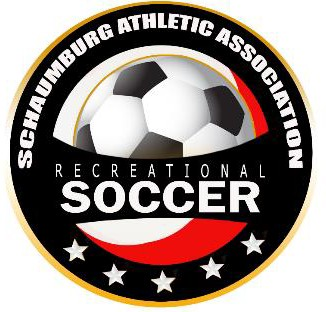 SCHAUMBURG ATHLETIC ASSOCIATION
RECREATIONAL
SOCCER